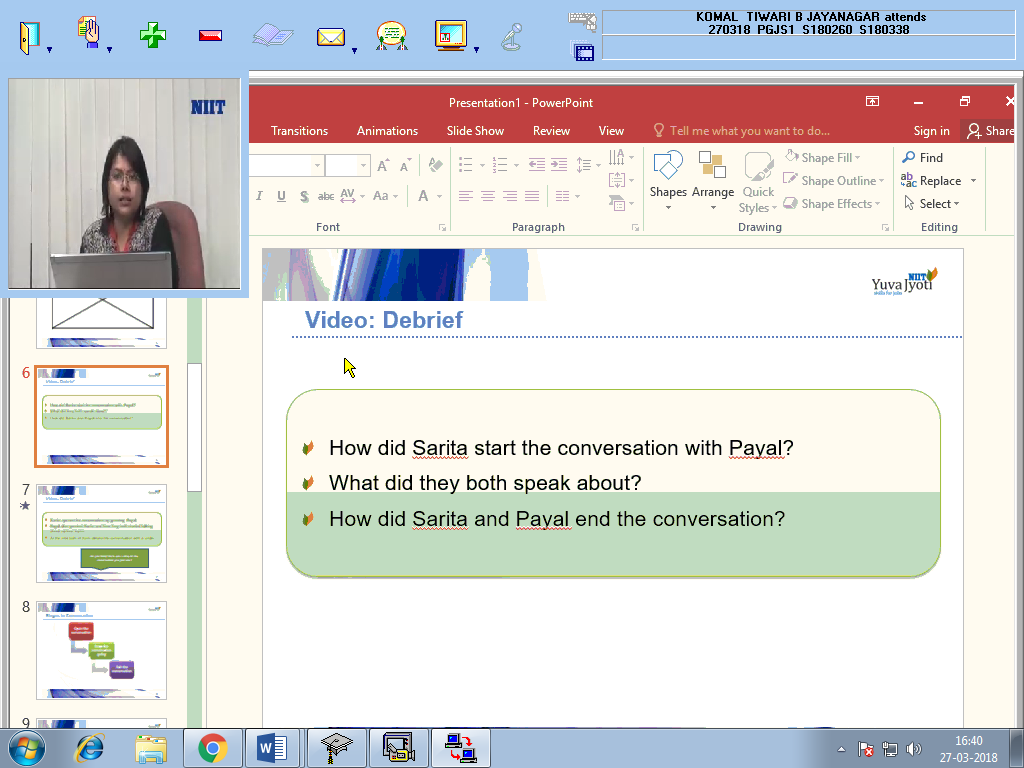 KOMAL TIWARI B JAYANAGAR attends
270318 PGJS1 S180260 S180338
NIIT
Presentation1 - PowerPoint
Transitions Animations Slide Show Review View Tell me what you want to do... Sign in Share
Shapes Arrange Quick Styles
Shape Fill
Shape Outline
Shape Effects
Find
Replace
Select
I U S abc AV Aa A
Font Paragraph Drawing Editing
NIIT
Yuva Jyoti
skills for jobs
Video: Debrief
How did Sarita start the conversation with Payal?
What did they both speak about?
How did Sarita and Payal end the conversation?
6
7
8
9
16:40
27-03-2018